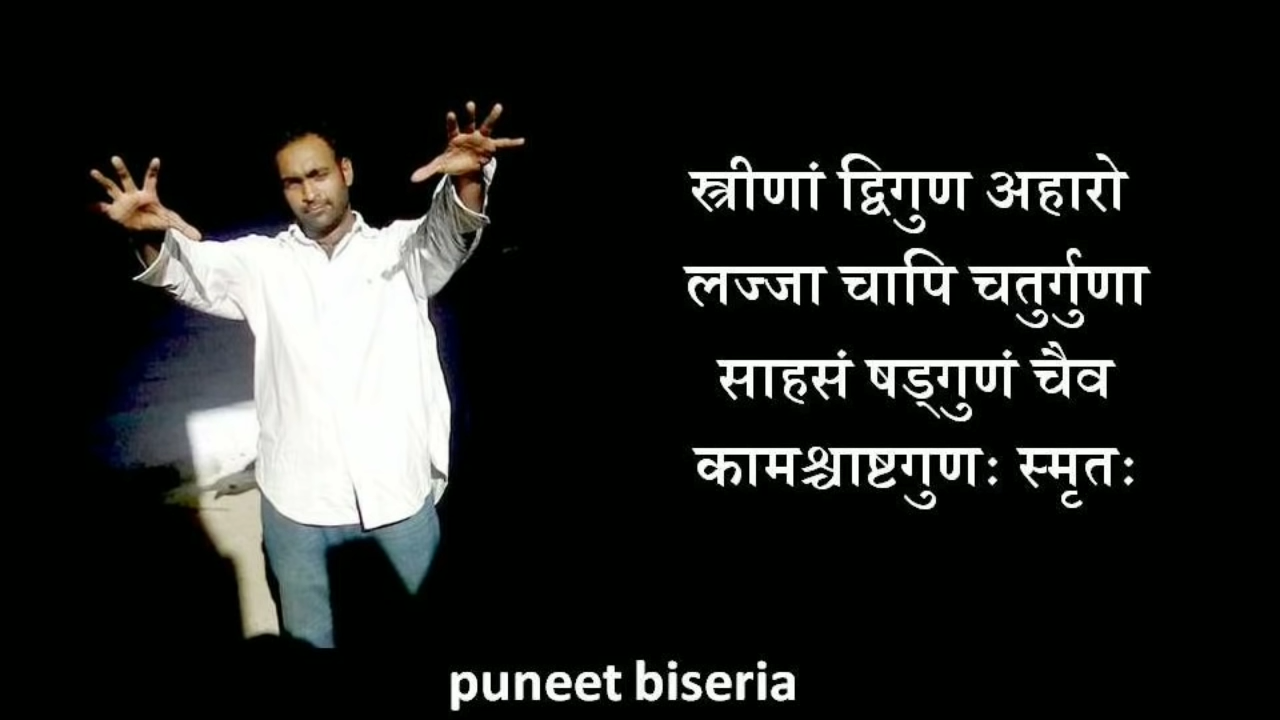 स्त्रीणां द्विगुण अहारो
लज्जा चापि चतुर्गुणा
साहसं षड्गुणं चैव
कामश्चाष्टगुणः स्मृतः
puneet biseria